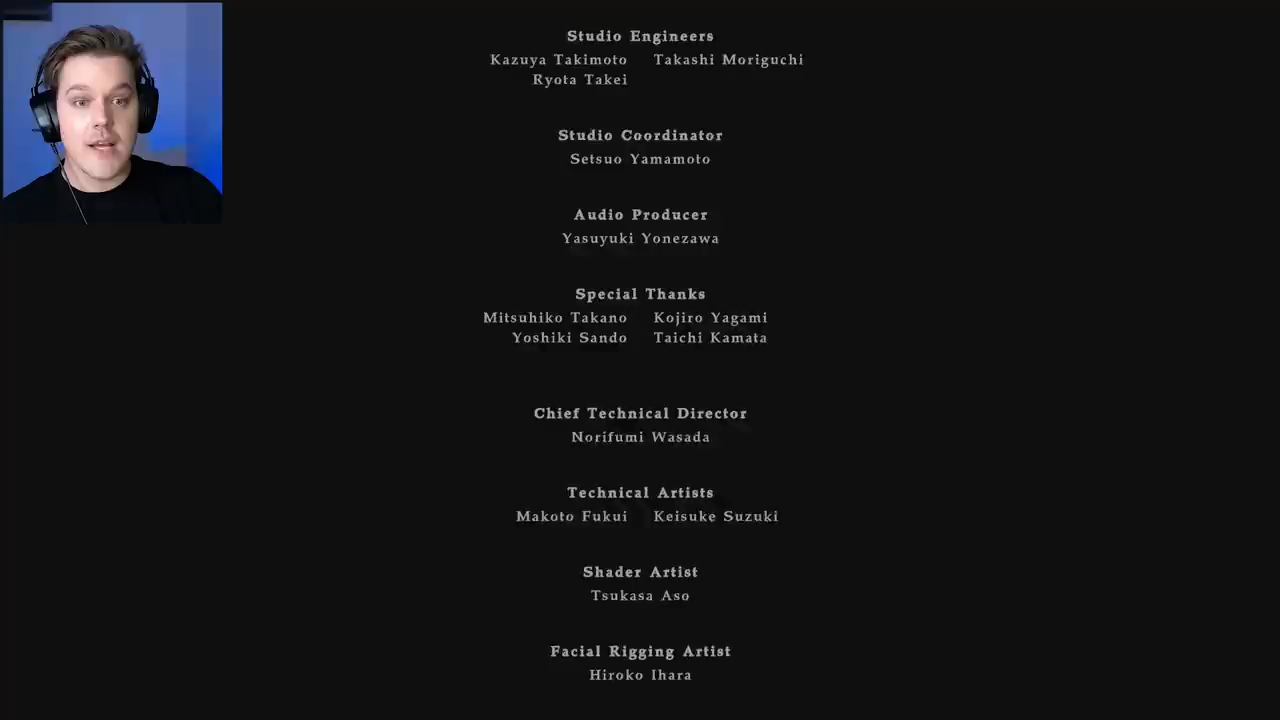 Studio Engineers
Kazuya Takimoto Takashi Moriguchi
Ryota Takei
Studio Coordinator
Setsuo Yamamoto
Audio Producer
Yasuyuki Yonezawa
Special Thanks
Mitsuhiko Takano Kojiro Yagami
Yoshiki Sando Taichi Kamata
Chief Technical Director
Norifumi Wasada
Technical Artists
Makoto Fukui Keisuke Suzuki
Shader Artist
Tsukasa Aso
Facial Rigging Artist
Hiroko Ihara